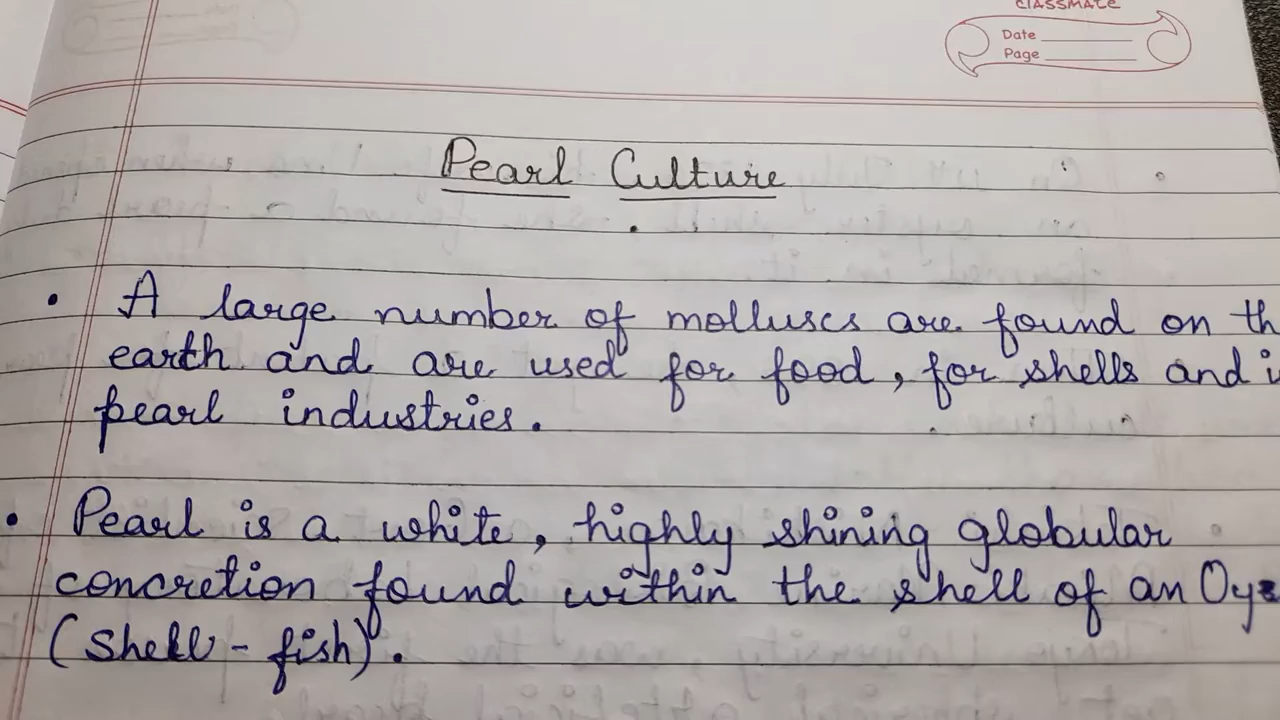 CLASSMATE
Date
Page
Pearl Culture
• A large number of molluscs are found on th
earth and are used for food, for shells and i
pearl industries.
• Pearl is a white, highly shining globular
concretion found within the shell of an Oys
(Shell-fish).